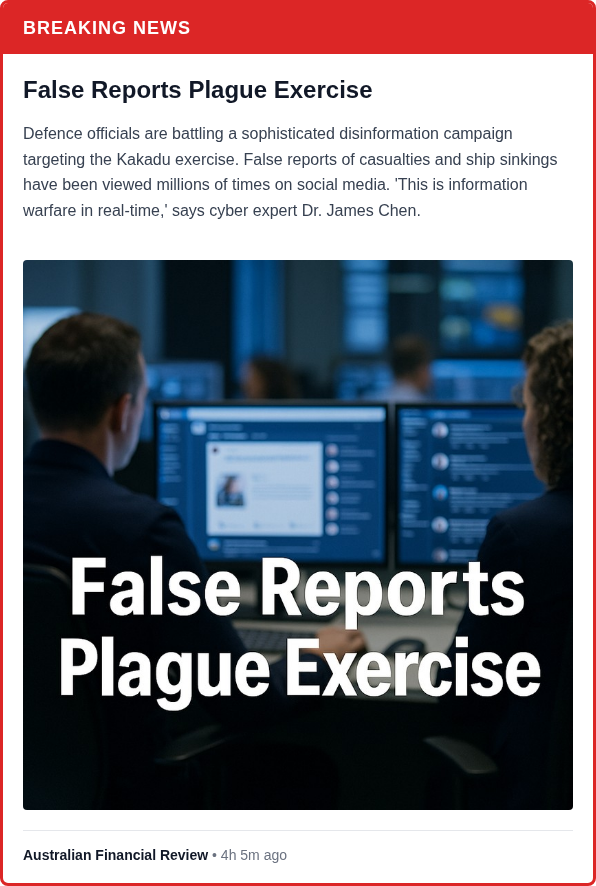 BREAKING NEWS
False Reports Plague Exercise
Defence officials are battling a sophisticated disinformation campaign
targeting the Kakadu exercise. False reports of casualties and ship sinkings
have been viewed millions of times on social media. 'This is information
warfare in real-time,' says cyber expert Dr. James Chen.
False Reports
Plague Exercise
Australian Financial Review • 4h 5m ago